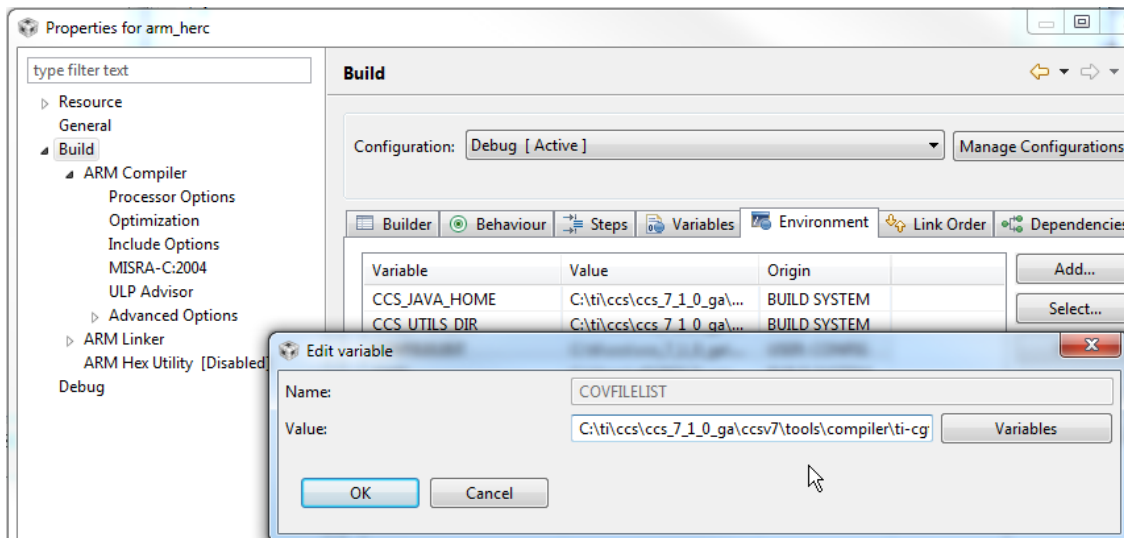 Properties for arm_herc
type filter text
Resource
General
Build
ARM Compiler
Processor Options
Optimization
Include Options
MISRA-C:2004
ULP Advisor
Advanced Options
ARM Linker
ARM Hex Utility [Disabled]
Debug
Build
Configuration: Debug [ Active ] Manage Configurations
Builder Behaviour Steps Variables Environment Link Order Dependencies
Variable Value Origin Add...
CCS_JAVA_HOME C:\ti\ccs\ccs_7_1_0_ga\... BUILD SYSTEM
Select...
CCS_UTILS_DIR C:\ti\ccs\ccs_7_1_0_ga\... BUILD SYSTEM
Edit variable
Name: COVFILELIST
Value: C:\ti\ccs\ccs_7_1_0_ga\ccsv7\tools\compiler\ti-cg Variables
OK Cancel